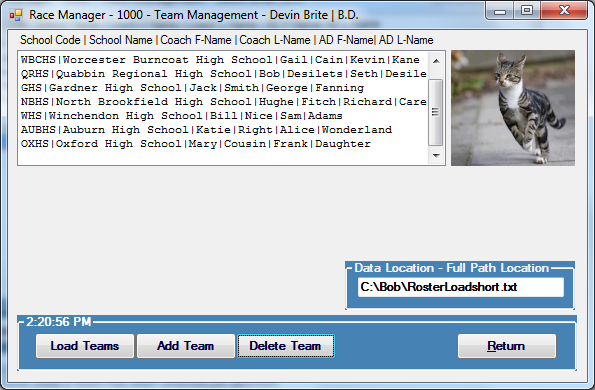 Race Manager - 1000 - Team Management - Devin Brite | B.D.
School Code | School Name | Coach F-Name | Coach L-Name | AD F-Name| AD L-Name
WBCHS|Worcester Burncoat High School|Gail|Cain|Kevin|Kane
QRHS|Quabbin Regional High School|Bob|Desilets|Seth|Desile
GHS|Gardner High School|Jack|Smith|George|Fanning
NBHS|North Brookfield High School|Hughe|Fitch|Richard|Care
WHS|Winchendon High School|Bill|Nice|Sam|Adams
AUBHS|Auburn High School|Katie|Right|Alice|Wonderland
OXHS|Oxford High School|Mary|Cousin|Frank|Daughter
Data Location - Full Path Location
C:\Bob\RosterLoadshort.txt
2:20:56 PM
Load Teams Add Team Delete Team Return